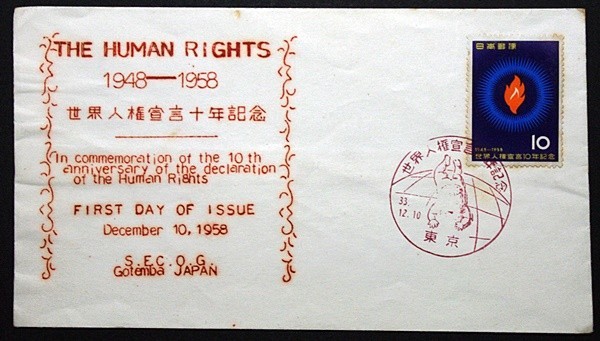 THE HUMAN RIGHTS
1948—1958
世界人権宣言十年記念
In commemoration of the 10th
anniversary of the declaration
of the Human Rights
FIRST DAY OF ISSUE
December 10, 1958
S.E.C.O.G.
Gotemba JAPAN
日本郵便
10
1948-1958
世界人権宣言10年記念
世界人権宣言 年記念
33.
12.10
東京